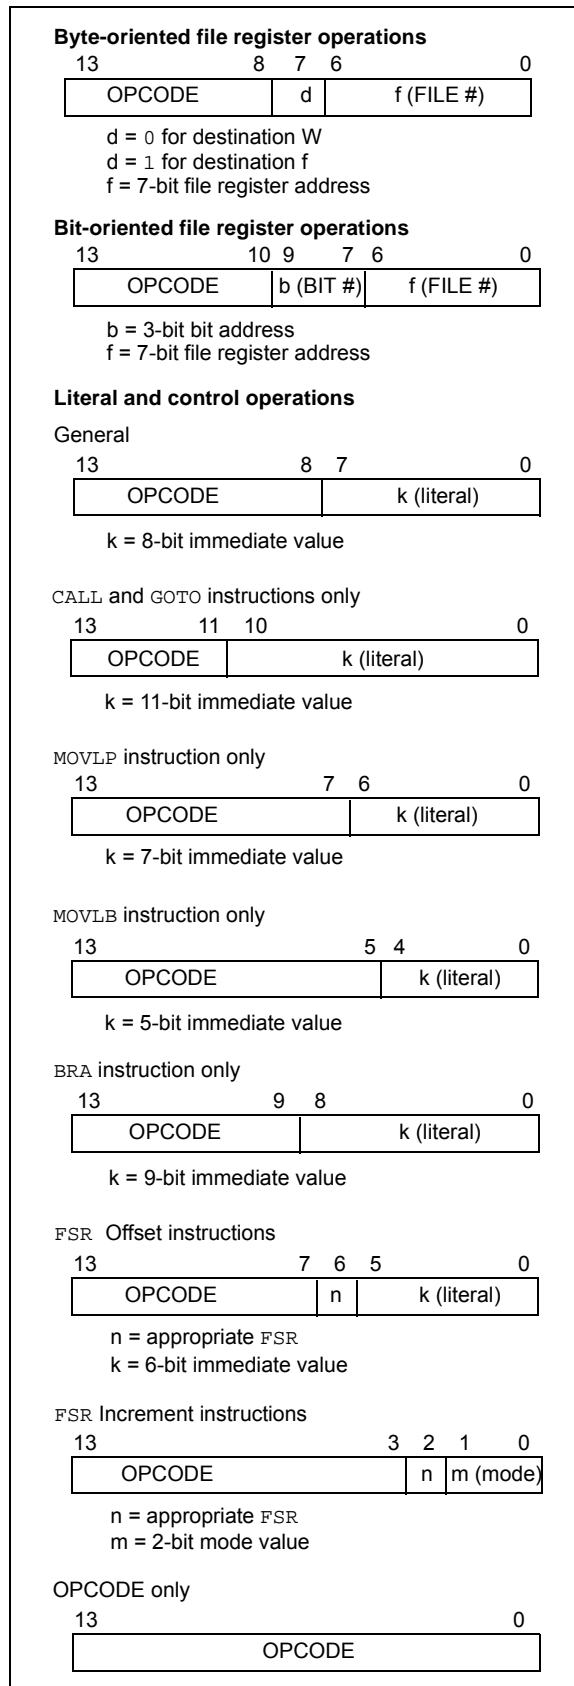 Byte-oriented file register operations
13 8 7 6 0
OPCODE d f (FILE #)
d = 0 for destination W
d = 1 for destination f
f = 7-bit file register address
Bit-oriented file register operations
13 10 9 7 6 0
OPCODE b (BIT #) f (FILE #)
b = 3-bit bit address
f = 7-bit file register address
Literal and control operations
General
13 8 7 0
OPCODE k (literal)
k = 8-bit immediate value
CALL and GOTO instructions only
13 11 10 0
OPCODE k (literal)
k = 11-bit immediate value
MOVLP instruction only
13 7 6 0
OPCODE k (literal)
k = 7-bit immediate value
MOVLB instruction only
13 5 4 0
OPCODE k (literal)
k = 5-bit immediate value
BRA instruction only
13 9 8 0
OPCODE k (literal)
k = 9-bit immediate value
FSR Offset instructions
13 7 6 5 0
OPCODE n k (literal)
n = appropriate FSR
k = 6-bit immediate value
FSR Increment instructions
13 3 2 1 0
OPCODE n m (mode)
n = appropriate FSR
m = 2-bit mode value
OPCODE only
13 0
OPCODE